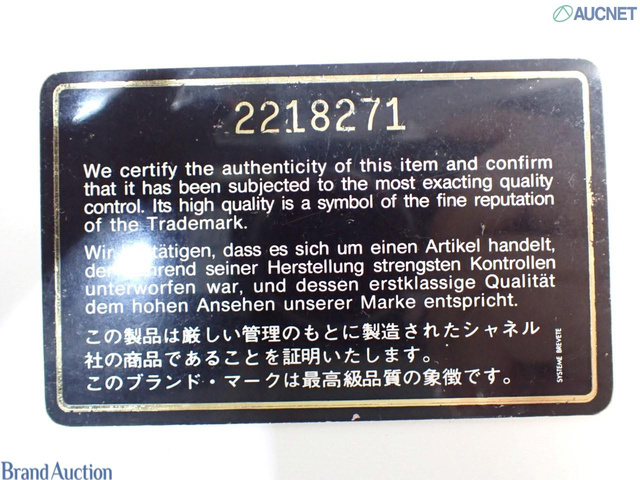 AUCNET
2218271
We certify the authenticity of this item and confirm
that it has been subjected to the most exacting quality
control. Its high quality is a symbol of the fine reputation
of the Trademark.
Wir tätigen, dass es sich um einen Artikel handelt,
der während seiner Herstellung strengsten Kontrollen
unterworfen war, und dessen erstklassige Qualität
dem hohen Ansehen unserer Marke entspricht.
この製品は厳しい管理のもとに製造されたシャネル
社の商品であることを証明いたします。
このブランド・マークは最高級品質の象徴です。
SYSTEME BREVETE
Brand Auction